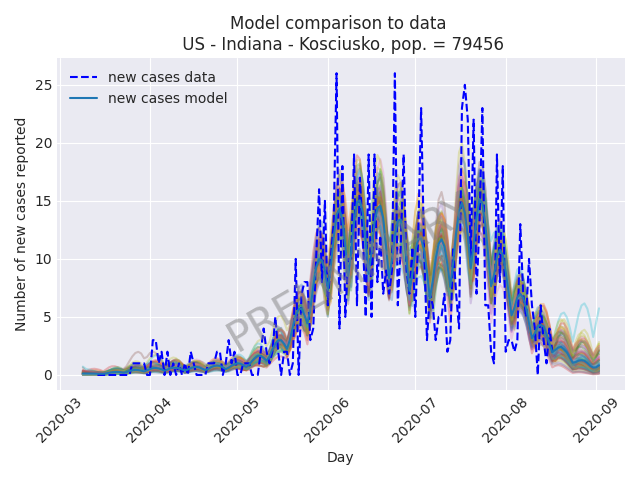 Model comparison to data
US - Indiana - Kosciusko, pop. = 79456
new cases data
new cases model
Number of new cases reported
25
20
15
10
5
0
2020-03
2020-04
2020-05
2020-06
2020-07
2020-08
2020-09
Day